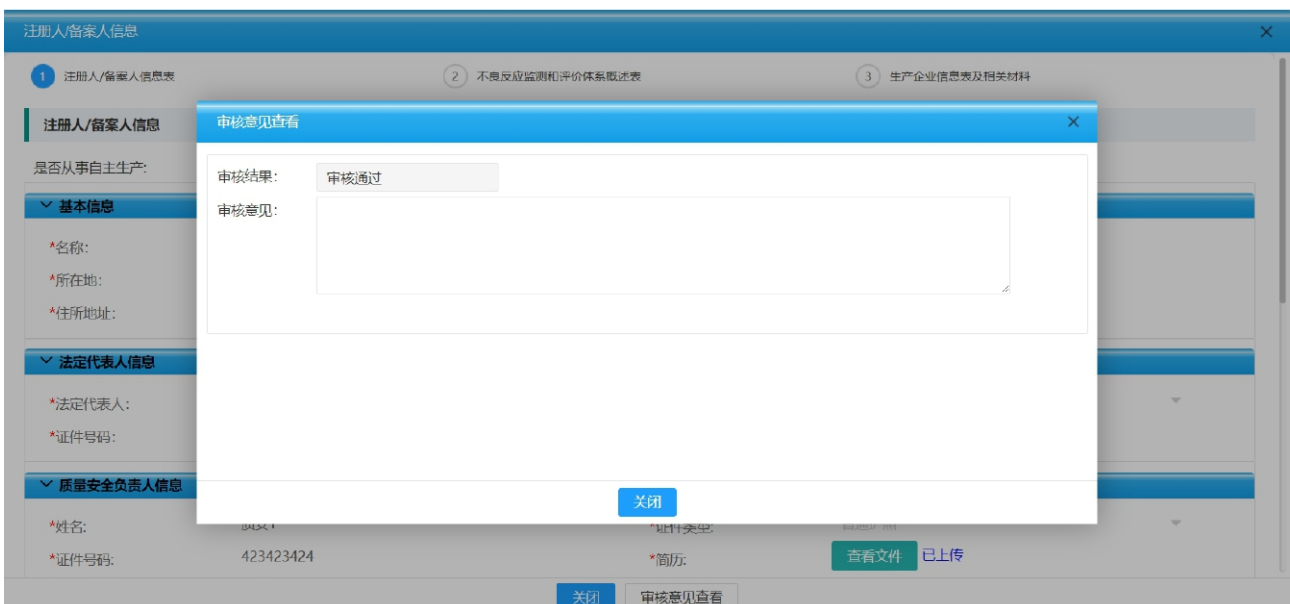 注册人/备案人信息
1 注册人/备案人信息表
2 不良反应监测和评价体系概述表
3 生产企业信息表及相关材料
注册人/备案人信息
审核意见查看
是否从事自主生产:
审核结果: 审核通过
审核意见:
基本信息
*名称:
*所在地:
*住所地址:
法定代表人信息
*法定代表人:
*证件号码:
质量安全负责人信息
关闭
*姓名: *证件类型:
*证件号码: 423423424 *简历: 查看文件 已上传
关闭 审核意见查看